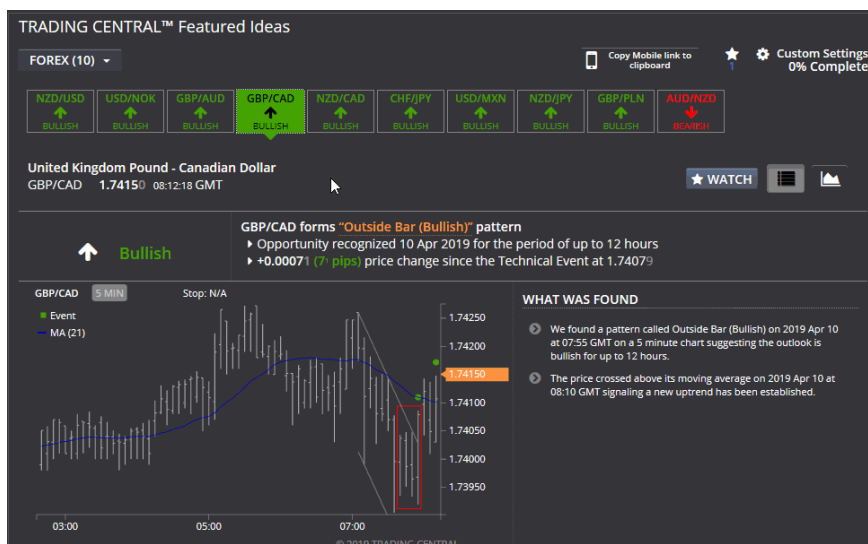 TRADING CENTRAL™ Featured Ideas
FOREX (10)
Copy Mobile link to
clipboard
1
Custom Settings
0% Complete
NZD/USD USD/NOK GBP/AUD GBP/CAD NZD/CAD CHF/JPY USD/MXN NZD/JPY GBP/PLN AUD/NZD
BULLISH BULLISH BULLISH BULLISH BULLISH BULLISH BULLISH BULLISH BULLISH BEARISH
United Kingdom Pound - Canadian Dollar
GBP/CAD 1.74150 08:12:18 GMT
WATCH
Bullish
GBP/CAD forms "Outside Bar (Bullish)" pattern
Opportunity recognized 10 Apr 2019 for the period of up to 12 hours
+0.00071 (7¹ pips) price change since the Technical Event at 1.74079
GBP/CAD 5 MIN Stop: N/A
Event
MA (21)
1.74250
1.74200
1.74150
1.74100
1.74050
1.74000
1.73950
03:00 05:00 07:00
© 2019 TRADING CENTRAL
WHAT WAS FOUND
We found a pattern called Outside Bar (Bullish) on 2019 Apr 10
at 07:55 GMT on a 5 minute chart suggesting the outlook is
bullish for up to 12 hours.
The price crossed above its moving average on 2019 Apr 10 at
08:10 GMT signaling a new uptrend has been established.